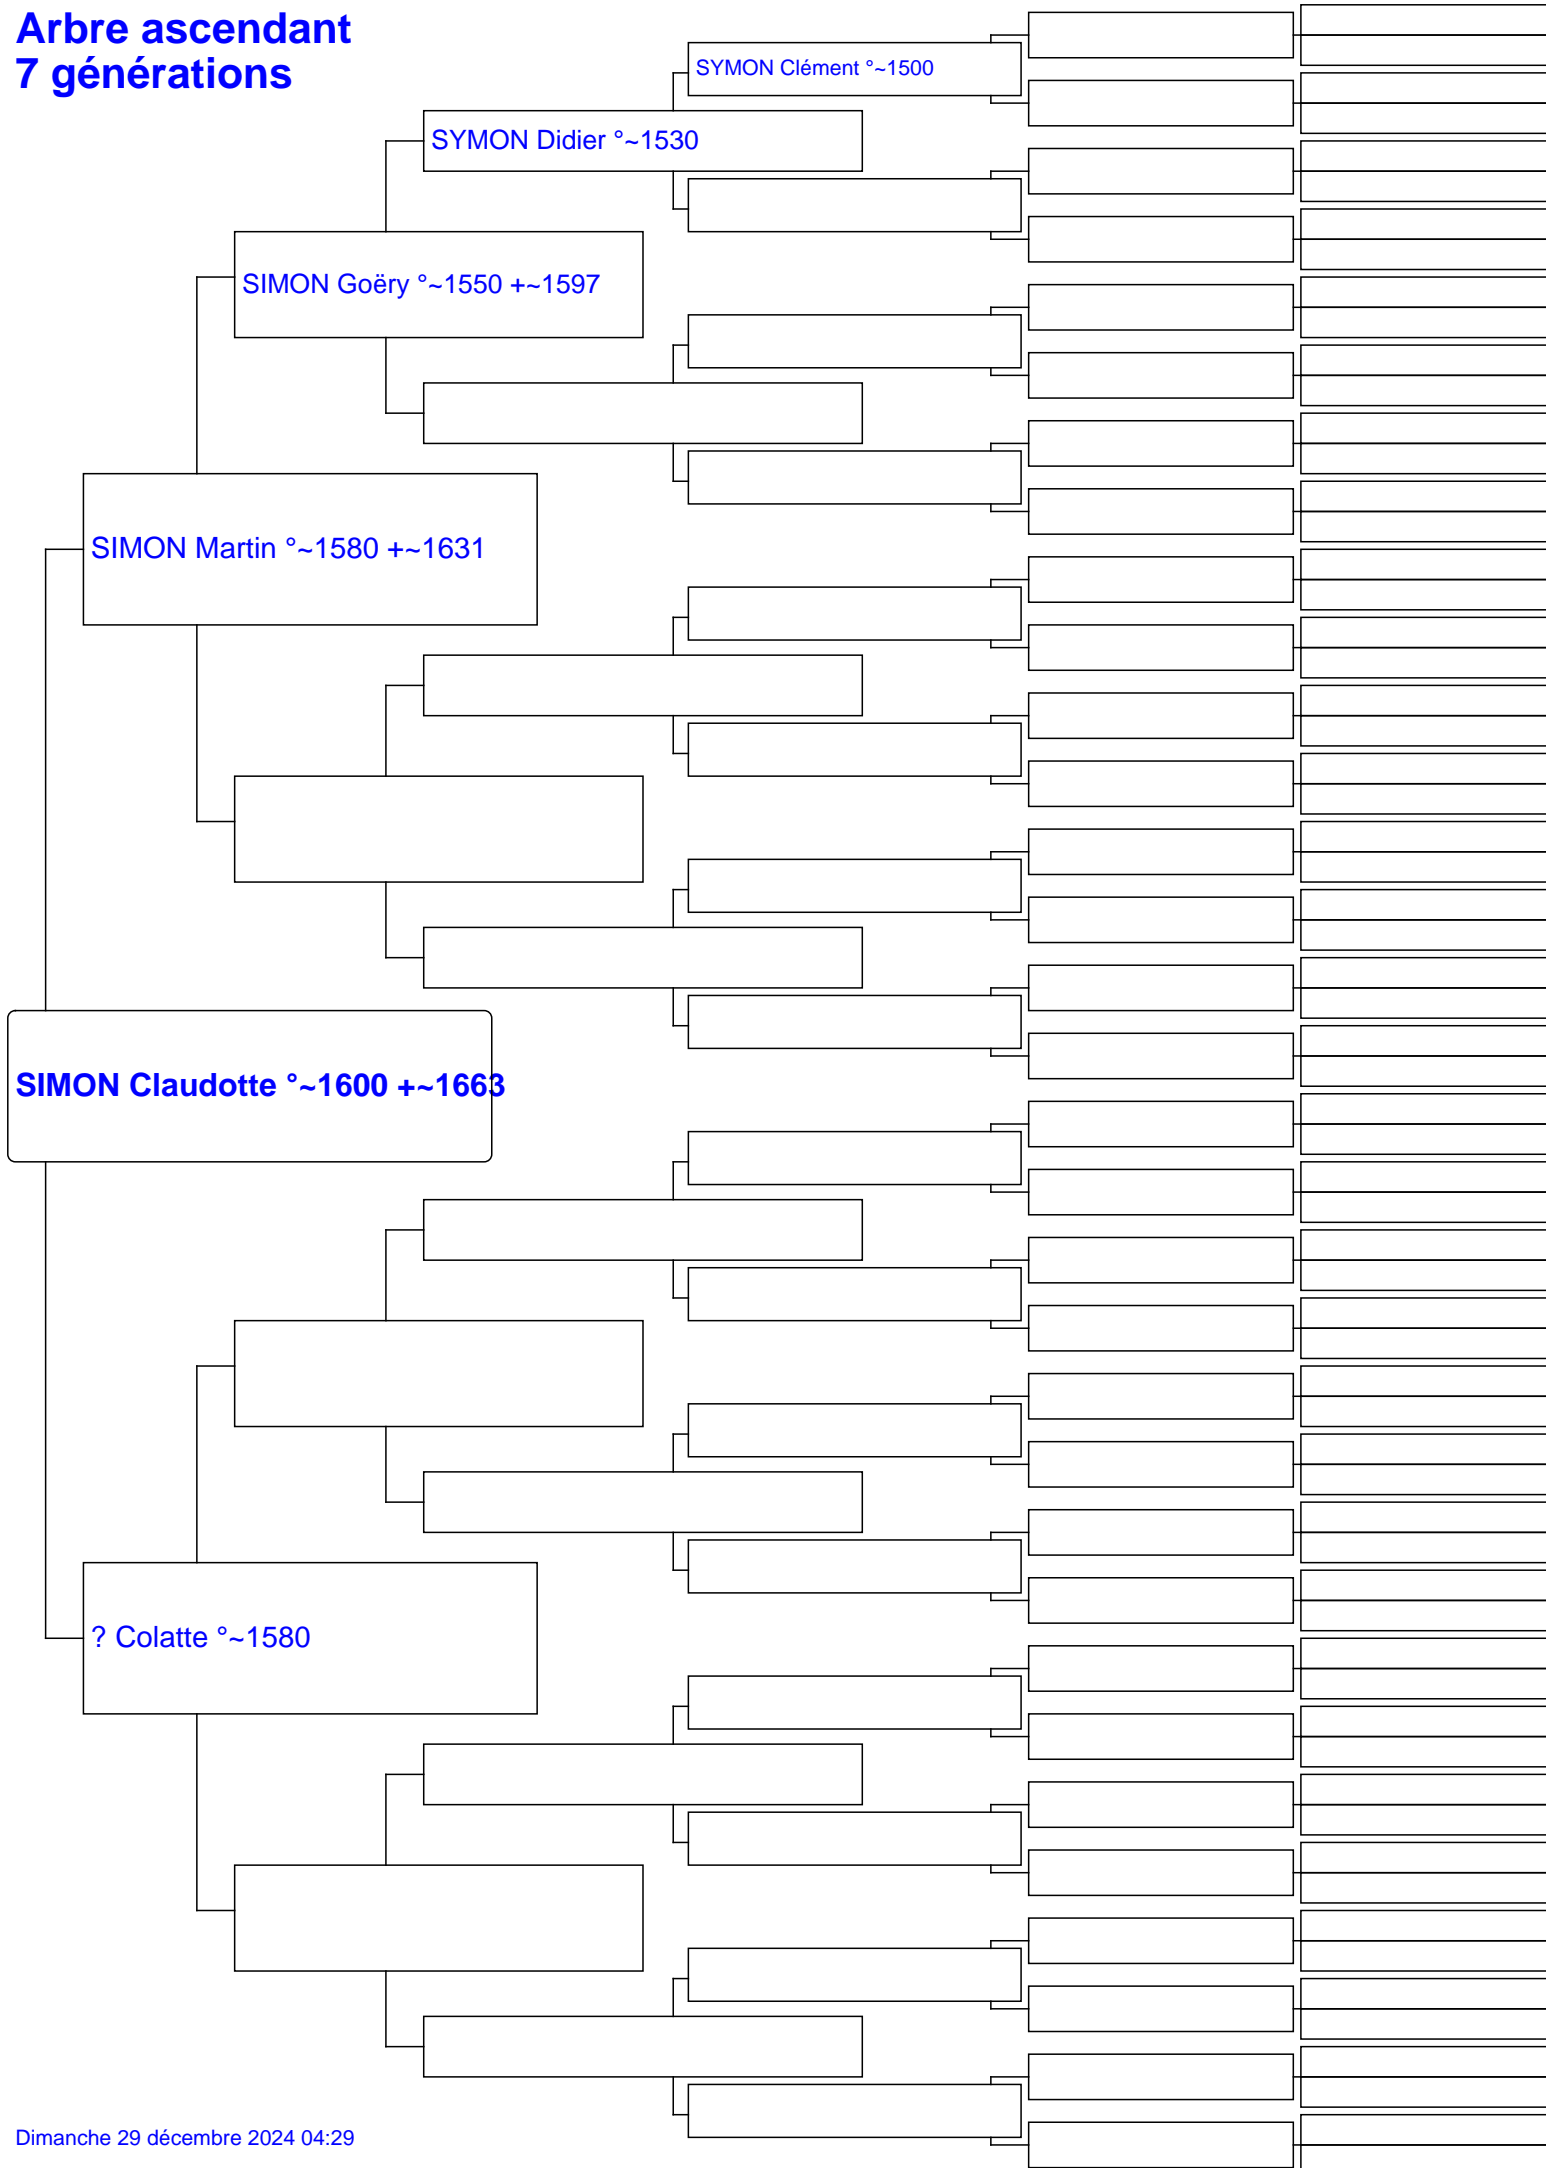 Arbre ascendant
7 générations
SYMON Clément °~1500
SYMON Didier °~1530
SIMON Goëry °~1550 +~1597
SIMON Martin °~1580 +~1631
SIMON Claudotte °~1600 +~1663
? Colatte °~1580
Dimanche 29 décembre 2024 04:29